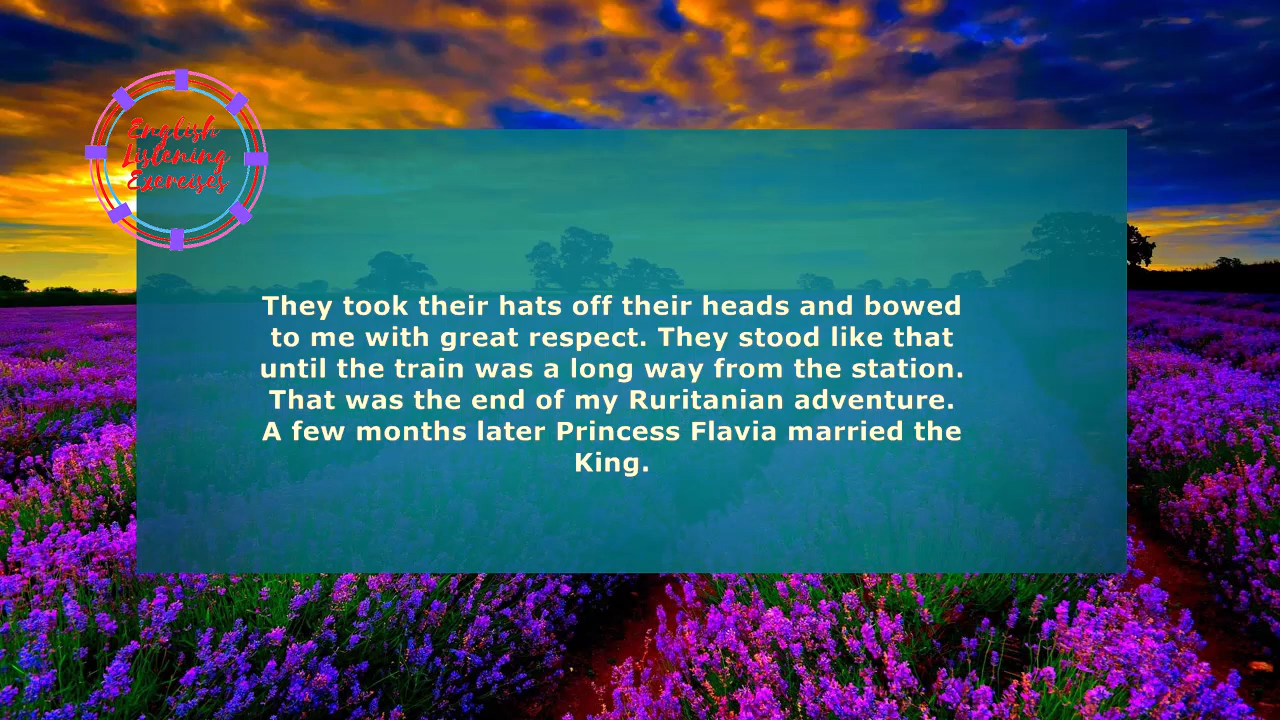 English
Listening
Exercises
They took their hats off their heads and bowed
to me with great respect. They stood like that
until the train was a long way from the station.
That was the end of my Ruritanian adventure.
A few months later Princess Flavia married the
King.